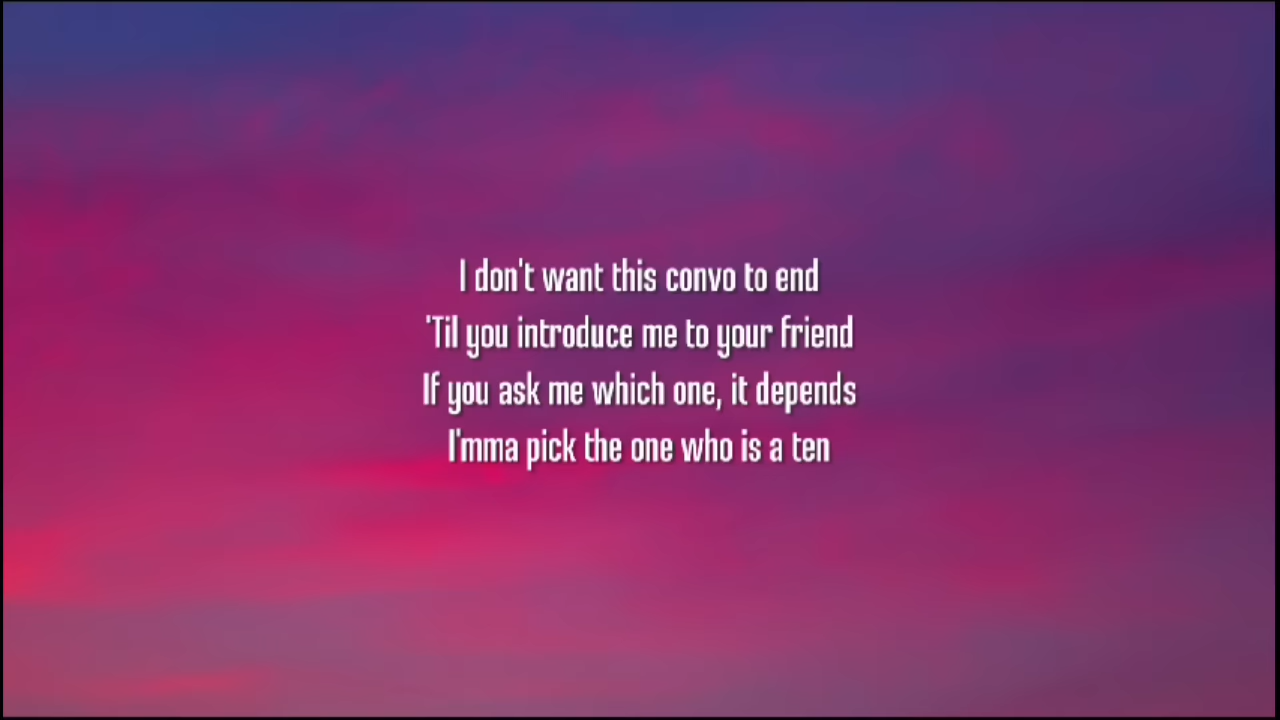 I don't want this convo to end
'Til you introduce me to your friend
If you ask me which one, it depends
I'mma pick the one who is a ten